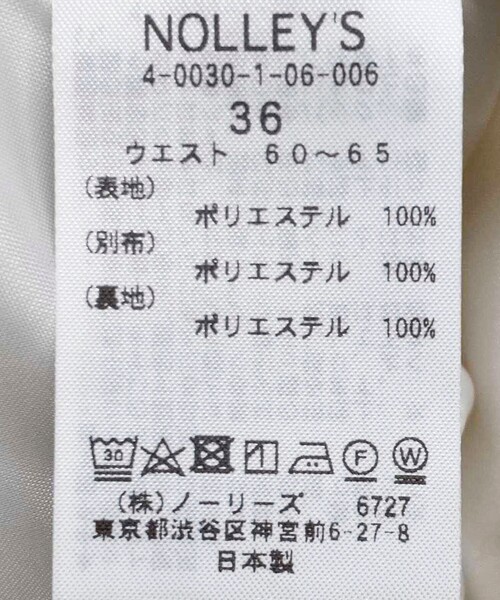 NOLLEY'S
4-0030-1-06-006
36
ウエスト 60～65
(表地)
ポリエステル 100%
(別布)
ポリエステル 100%
(裏地)
ポリエステル 100%
30 F W
(株)ノーリーズ 6727
東京都渋谷区神宮前6-27-8
日本製